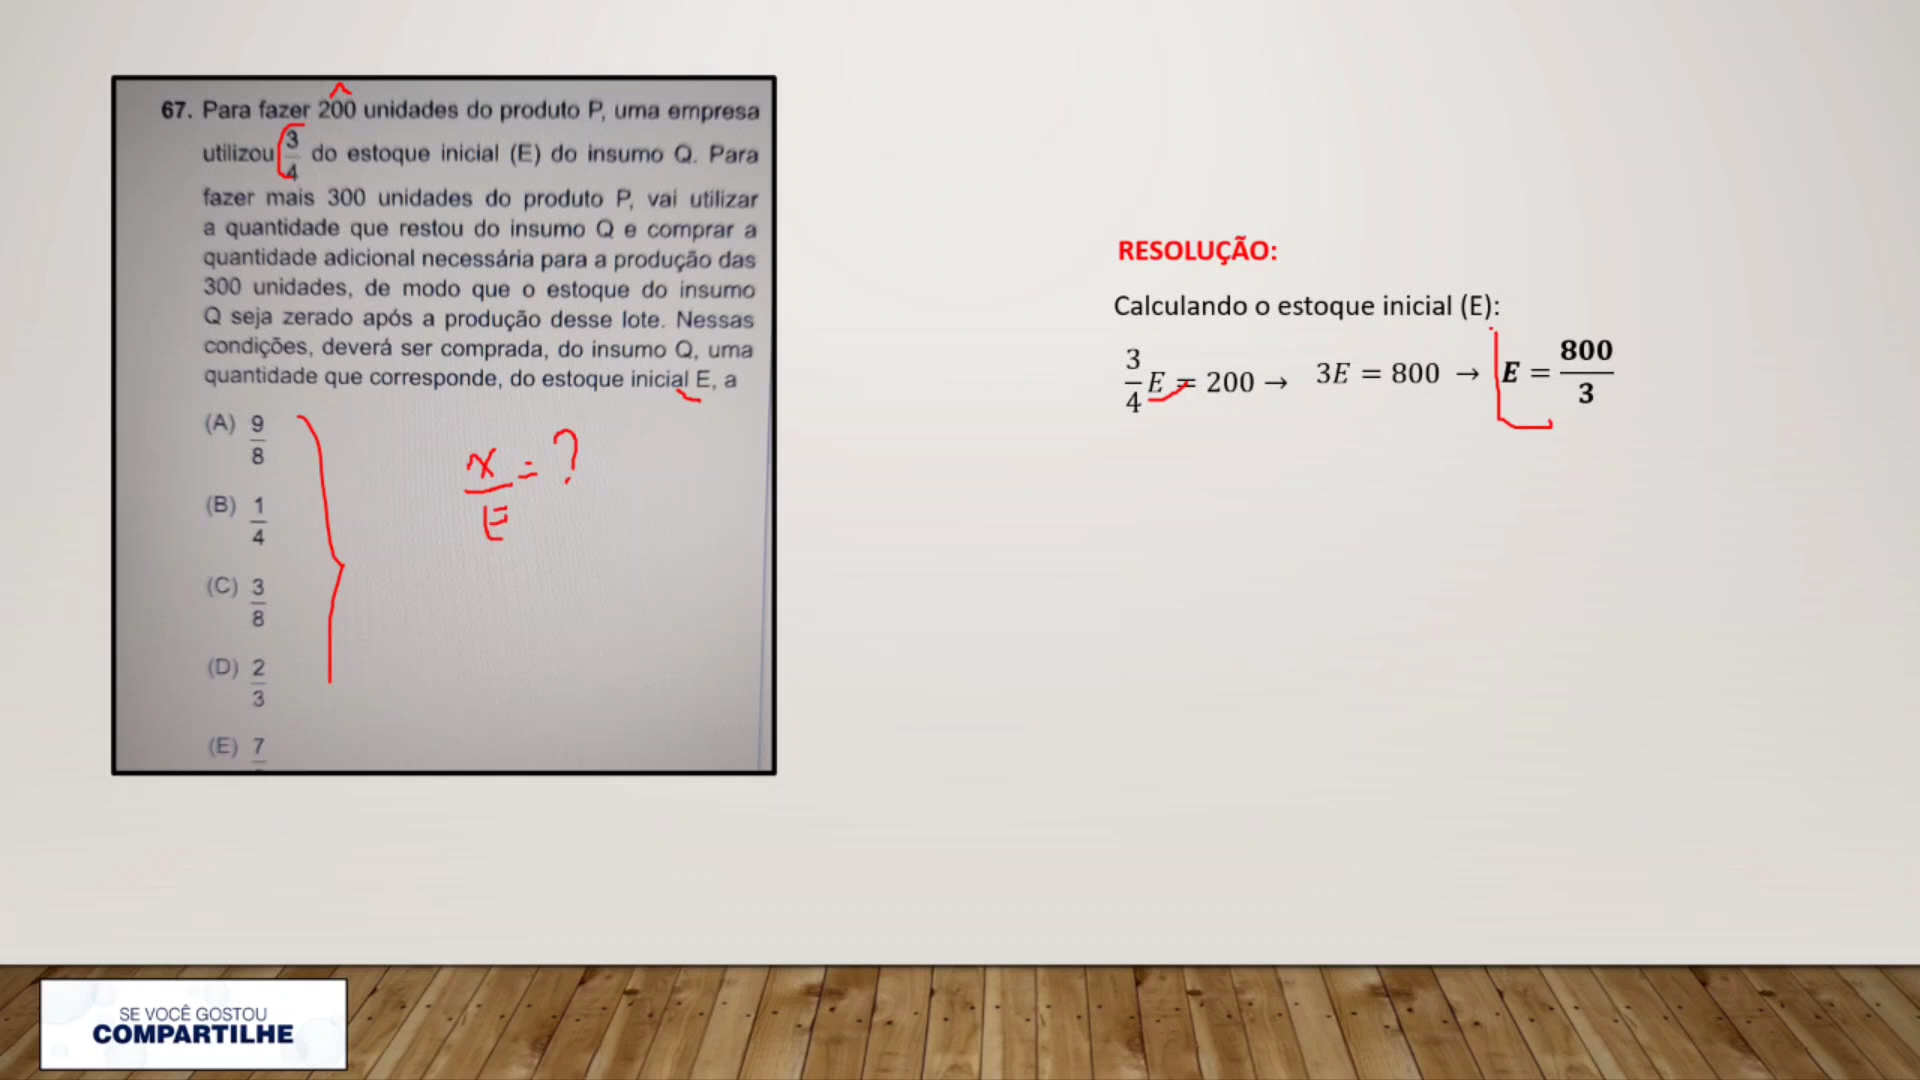 67. Para fazer 200 unidades do produto P, uma empresa
utilizou 3/4 do estoque inicial (E) do insumo Q. Para
fazer mais 300 unidades do produto P, vai utilizar
a quantidade que restou do insumo Q e comprar a
quantidade adicional necessária para a produção das
300 unidades, de modo que o estoque do insumo
Q seja zerado após a produção desse lote. Nessas
condições, deverá ser comprada, do insumo Q, uma
quantidade que corresponde, do estoque inicial E, a
(A) 9/8
(B) 1/4
(C) 3/8
(D) 2/3
(E) 7
x/E = ?
RESOLUÇÃO:
Calculando o estoque inicial (E):
3/4 E = 200 → 3E = 800 → E = 800/3
SE VOCÊ GOSTOU
COMPARTILHE